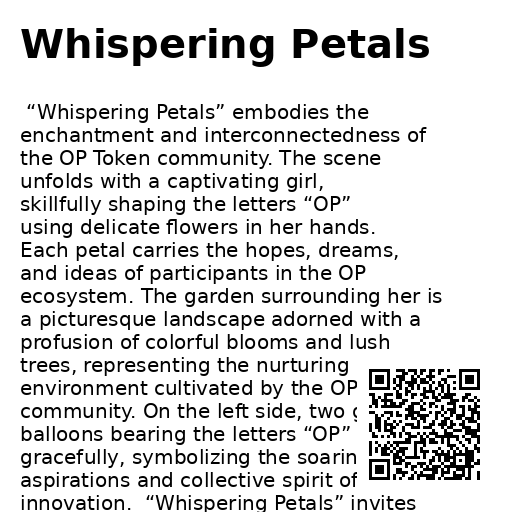 Whispering Petals
“Whispering Petals” embodies the
enchantment and interconnectedness of
the OP Token community. The scene
unfolds with a captivating girl,
skillfully shaping the letters “OP”
using delicate flowers in her hands.
Each petal carries the hopes, dreams,
and ideas of participants in the OP
ecosystem. The garden surrounding her is
a picturesque landscape adorned with a
profusion of colorful blooms and lush
trees, representing the nurturing
environment cultivated by the OP
community. On the left side, two
balloons bearing the letters “OP”
gracefully, symbolizing the
aspirations and collective spirit of
innovation. “Whispering Petals” invites